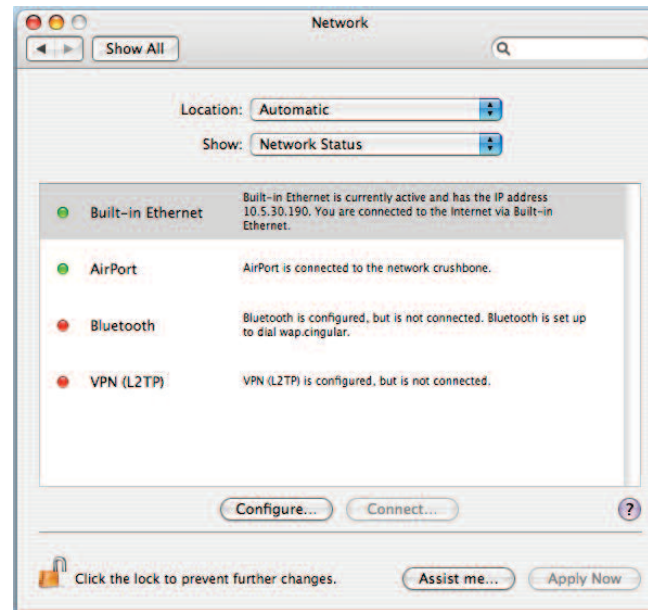 Network
Show All
Location: Automatic
Show: Network Status
Built-in Ethernet
Built-in Ethernet is currently active and has the IP address
10.5.30.190. You are connected to the Internet via Built-in
Ethernet.
AirPort
AirPort is connected to the network crushbone.
Bluetooth
Bluetooth is configured, but is not connected. Bluetooth is set up
to dial wap.cingular.
VPN (L2TP)
VPN (L2TP) is configured, but is not connected.
Configure... Connect... ?
Click the lock to prevent further changes. Assist me... Apply Now